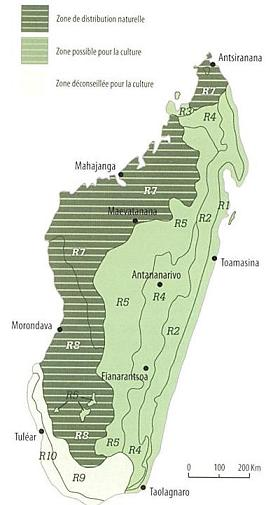 Zone de distribution naturelle
Zone possible pour la culture
Zone déconseillée pour la culture
Antsiranana
R7
R3
R4
Mahajanga
R7
Maevatanana
R5
R2
R1
R7
Toamasina
Antananarivo
R5
R4
R2
Morondava
R8
Fianarantsoa
R5
R8
Tuléar
R5
R4
R10
R9
0 100 200 Km
Taolagnaro